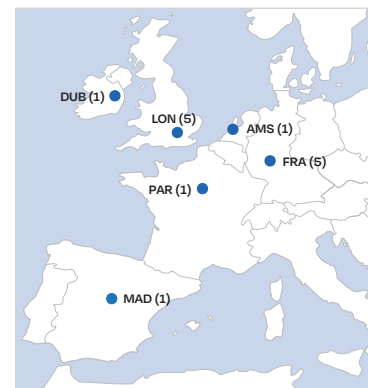 DUB (1)
LON (5)
AMS (1)
FRA (5)
PAR (1)
MAD (1)